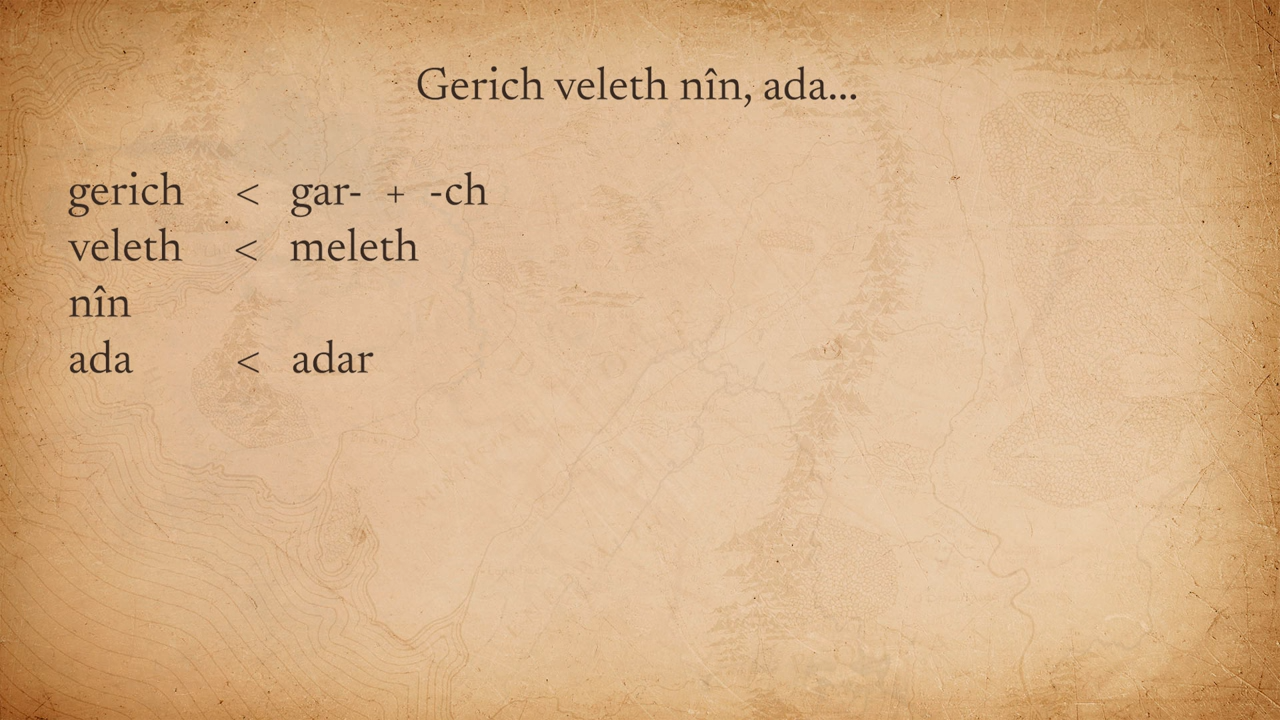 Gerich veleth nîn, ada...
gerich < gar- + -ch
veleth < meleth
nîn
ada < adar